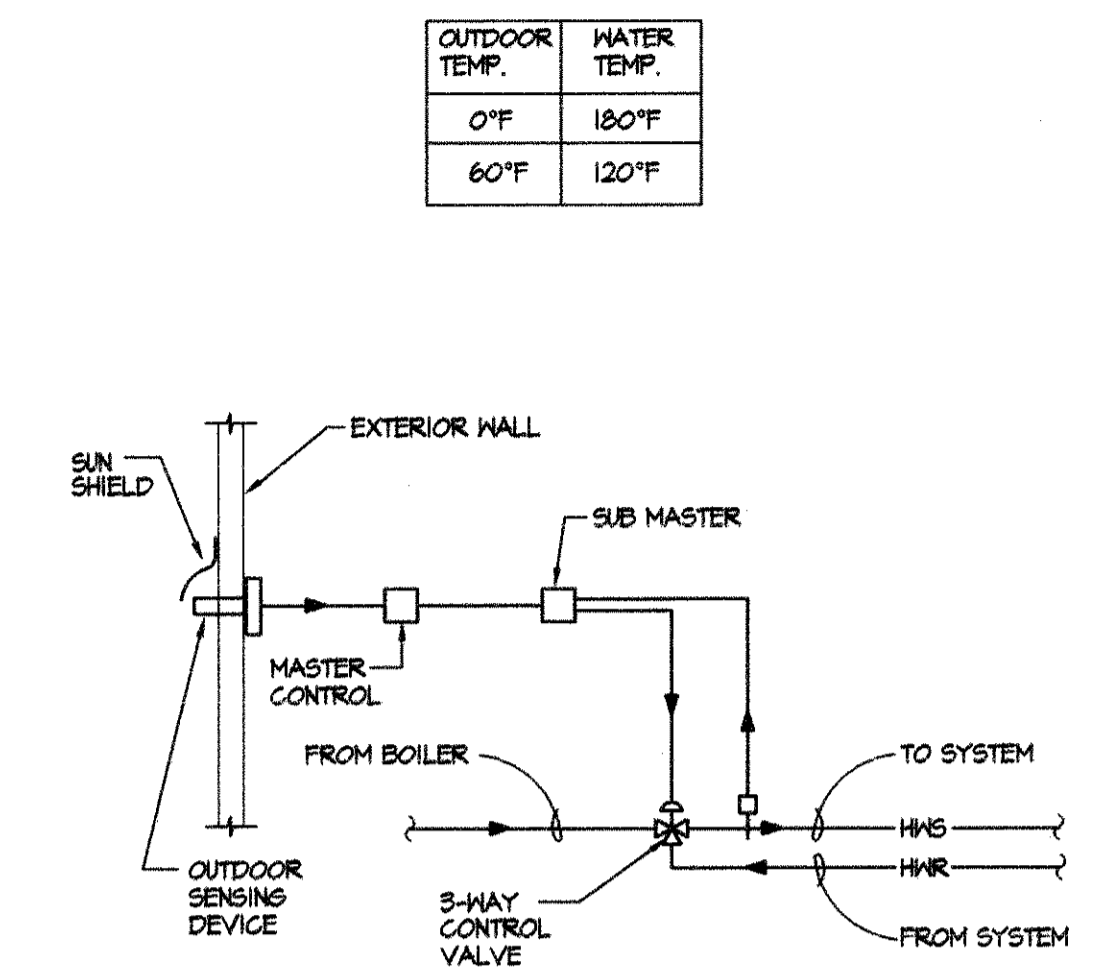 OUTDOOR WATER
TEMP. TEMP.
0°F 180°F
60°F 120°F
EXTERIOR WALL
SUN
SHIELD
SUB MASTER
MASTER
CONTROL
FROM BOILER
TO SYSTEM
HWS
HWR
OUTDOOR
SENSING
DEVICE
3-WAY
CONTROL
VALVE
FROM SYSTEM